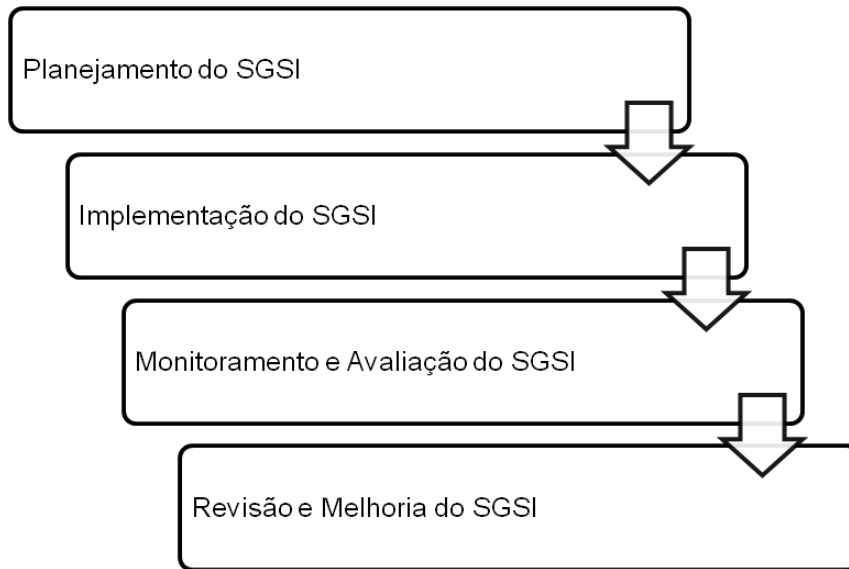 Planejamento do SGSI
Implementação do SGSI
Monitoramento e Avaliação do SGSI
Revisão e Melhoria do SGSI